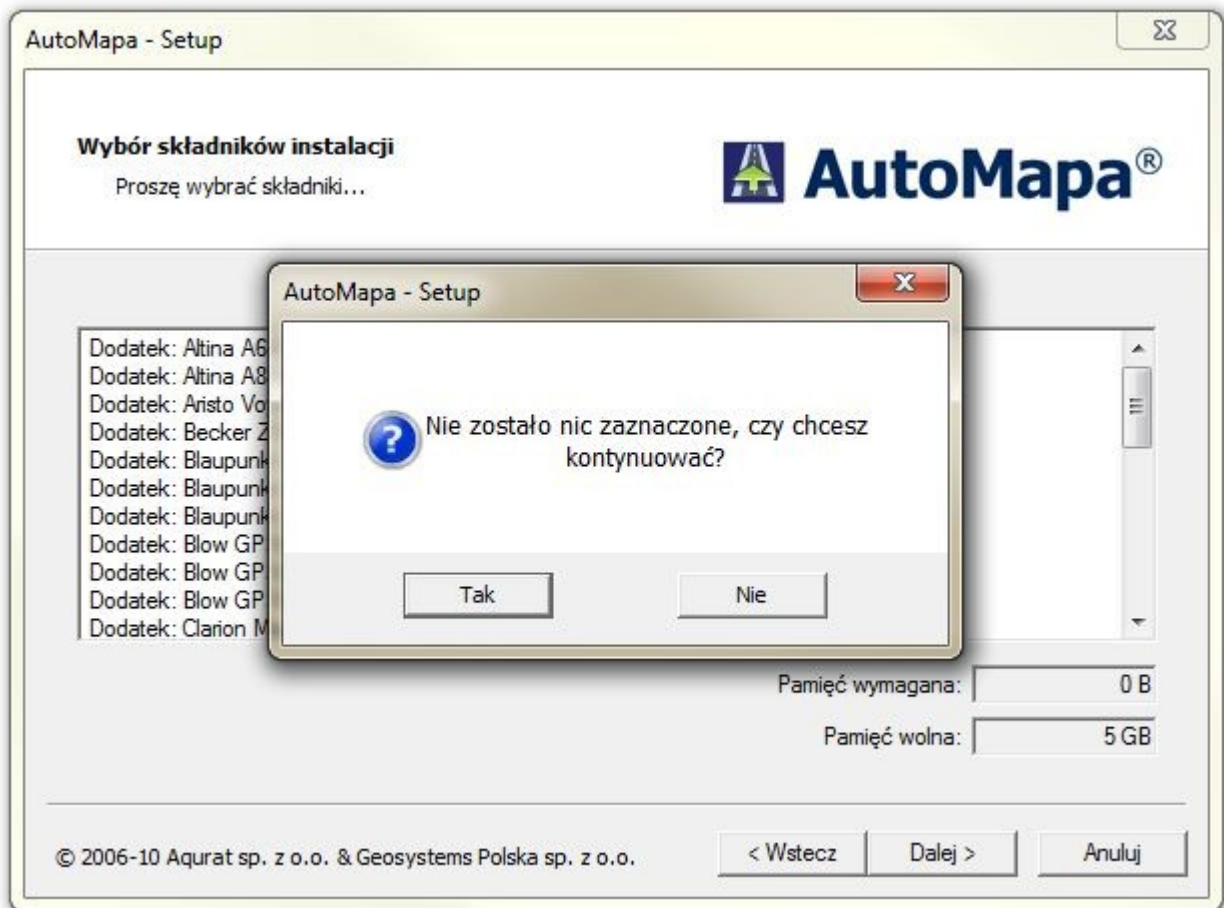 AutoMapa - Setup
Wybór składników instalacji
Proszę wybrać składniki...
AutoMapa®
AutoMapa - Setup
Dodatek: Altina A6
Dodatek: Altina A8
Dodatek: Aristo Vo
Dodatek: Becker Z
Dodatek: Blaupunk
Dodatek: Blaupunk
Dodatek: Blaupunk
Dodatek: Blow GP
Dodatek: Blow GP
Dodatek: Blow GP
Dodatek: Clarion M
Nie zostało nic zaznaczone, czy chcesz
kontynuować?
Tak
Nie
Pamięć wymagana: 0 B
Pamięć wolna: 5 GB
© 2006-10 Aqurat sp. z o.o. & Geosystems Polska sp. z o.o.
< Wstecz
Dalej >
Anuluj